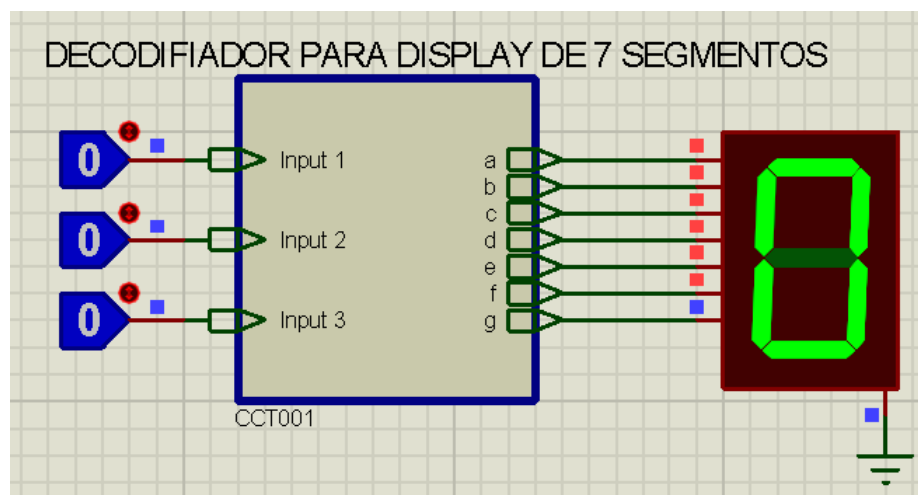 DECODIFIADOR PARA DISPLAY DE 7 SEGMENTOS
0 Input 1 a
b
c
0 Input 2 d
e
f
0 Input 3 g
CCT001